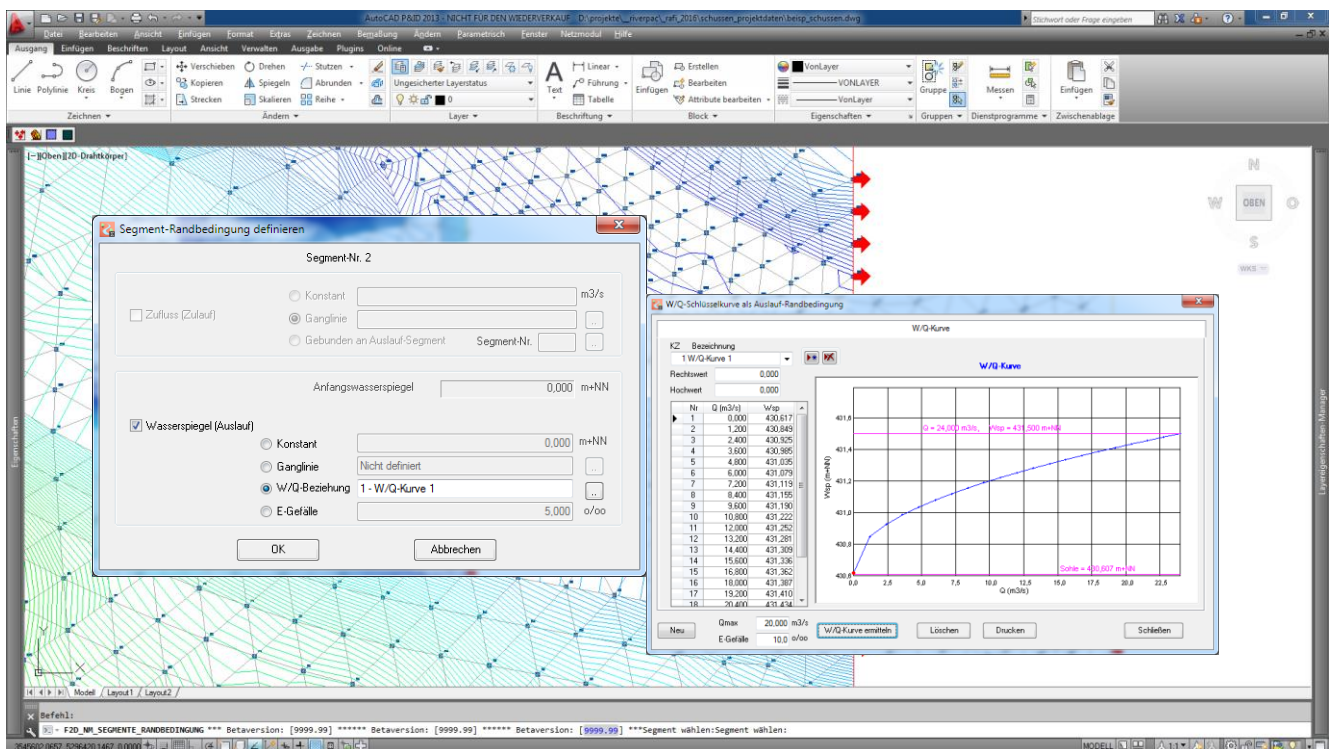 AutoCAD P&ID 2013 - NICHT FÜR DEN WIEDERVERKAUF D:\projekte\__riverpac\_rafi_2016\schussen_projektdaten\beisp_schussen.dwg
Stichwort oder Frage eingeben
Datei Bearbeiten Ansicht Einfügen Format Extras Zeichnen Bemaßung Ändern Parametrisch Fenster Netzmodul Hilfe
Ausgang Einfügen Beschriften Layout Ansicht Verwalten Ausgabe Plugins Online
Linie Polylinie Kreis Bogen
Verschieben Drehen Stutzen
Kopieren Spiegeln Abrunden
Strecken Skalieren Reihe
Ungesicherter Layerstatus
0
Text
Linear
Führung
Tabelle
Einfügen
Erstellen
Bearbeiten
Attribute bearbeiten
VonLayer
VONLAYER
VonLayer
Gruppe
Messen
Einfügen
Zeichnen Ändern Layer Beschriftung Block Eigenschaften Gruppen Dienstprogramme Zwischenablage
[-][Oben][2D-Drahtkörper]
N
W OBEN O
S
WKS
Eigenschaften
Layereigenschaften-Manager
Segment-Randbedingung definieren
Segment-Nr. 2
Zufluss (Zulauf)
Konstant m3/s
Ganglinie ..
Gebunden an Auslauf-Segment Segment-Nr. ..
Anfangswasserspiegel 0,000 m+NN
Wasserspiegel (Auslauf)
Konstant 0,000 m+NN
Ganglinie Nicht definiert ..
W/Q-Beziehung 1 - W/Q-Kurve 1 ..
E-Gefälle 5,000 o/oo
OK Abbrechen
W/Q-Schlüsselkurve als Auslauf-Randbedingung
W/Q-Kurve
KZ Bezeichnung
1 W/Q-Kurve 1
Rechtswert 0,000
Hochwert 0,000
Nr Q (m3/s) Wsp
1 0,000 430,617
2 1,200 430,849
3 2,400 430,925
4 3,600 430,985
5 4,800 431,035
6 6,000 431,079
7 7,200 431,119
8 8,400 431,155
9 9,600 431,190
10 10,800 431,222
11 12,000 431,252
12 13,200 431,281
13 14,400 431,309
14 15,600 431,336
15 16,800 431,362
16 18,000 431,387
17 19,200 431,410
18 20,400 431,434
W/Q-Kurve
Q = 24,000 m3/s, Wsp = 431,500 m+NN
Wsp (m+NN)
431,6
431,4
431,2
431,0
430,8
430,6
Sohle = 430,607 m+NN
0,0 2,5 5,0 7,5 10,0 12,5 15,0 17,5 20,0 22,5
Q (m3/s)
Neu
Qmax 20,000 m3/s
E-Gefälle 10,0 o/oo
W/Q-Kurve ermitteln Löschen Drucken Schließen
Y
X
Modell / Layout1 / Layout2
Befehl:
- F2D_NM_SEGMENTE_RANDBEDINGUNG *** Betaversion: [9999.99] ****** Betaversion: [9999.99] ****** Betaversion: [9999.99] ***Segment wählen:Segment wählen:
3545602.0657, 5296420.1467, 0.0000
MODELL 1:1